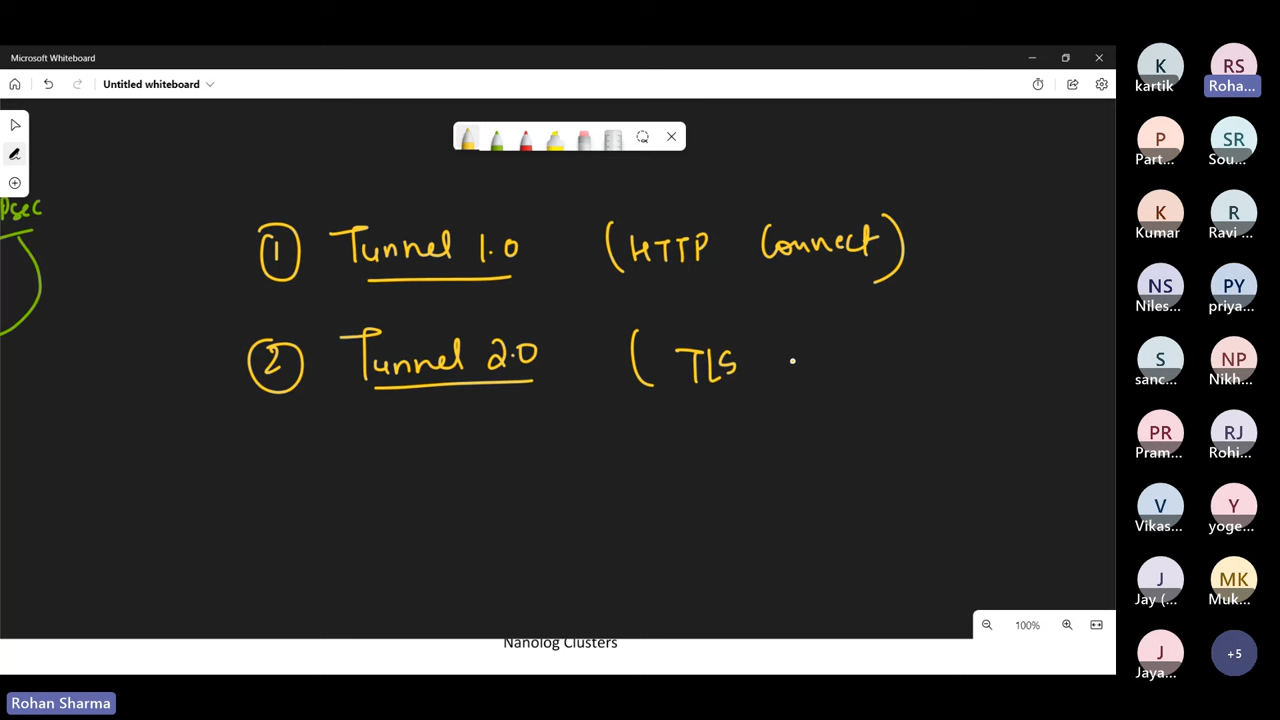 Microsoft Whiteboard
Untitled whiteboard
Psec
1 Tunnel 1.0 (HTTP Connect)
2 Tunnel 2.0 ( TLS
100%
Nanolog Clusters
Rohan Sharma
K RS
kartik Roha...
P SR
Part... Sou...
K R
Kumar Ravi ...
NS PY
Niles... priya...
S NP
sanc... Nikh...
PR RJ
Pram... Rohi...
V Y
Vikas... yoge...
J MK
Jay (... Muk...
J +5
Jaya...